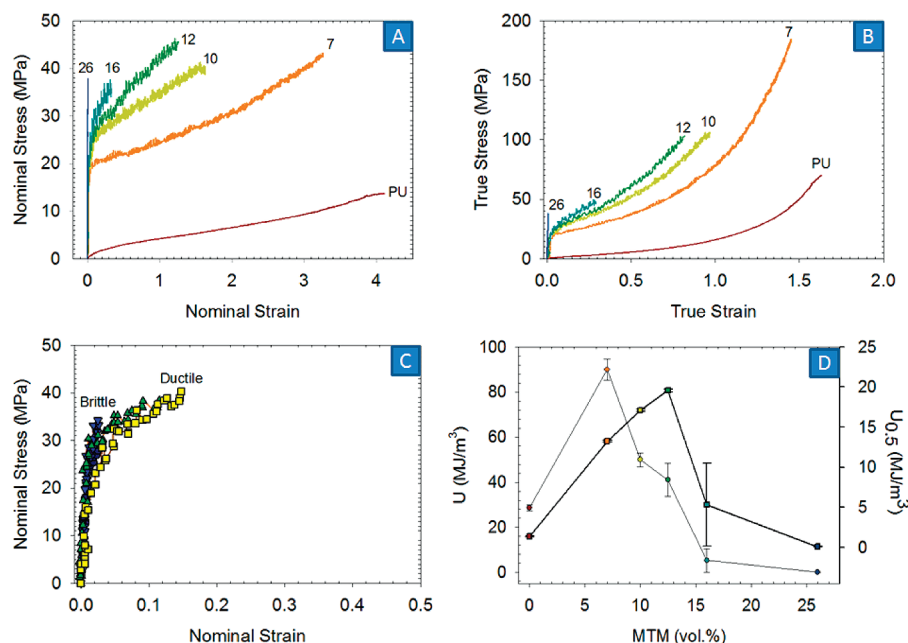 A
50
40
30
20
10
0
Nominal Stress (MPa)
26
16
12
10
7
PU
0 1 2 3 4
Nominal Strain
B
200
150
100
50
0
True Stress (MPa)
26
16
12
10
7
PU
0.0 0.5 1.0 1.5 2.0
True Strain
C
50
40
30
20
10
0
Nominal Stress (MPa)
Brittle
Ductile
0.0 0.1 0.2 0.3 0.4 0.5
Nominal Strain
D
100
80
60
40
20
0
U (MJ/m³)
25
20
15
10
5
0
U0.5 (MJ/m³)
0 5 10 15 20 25
MTM (vol.%)